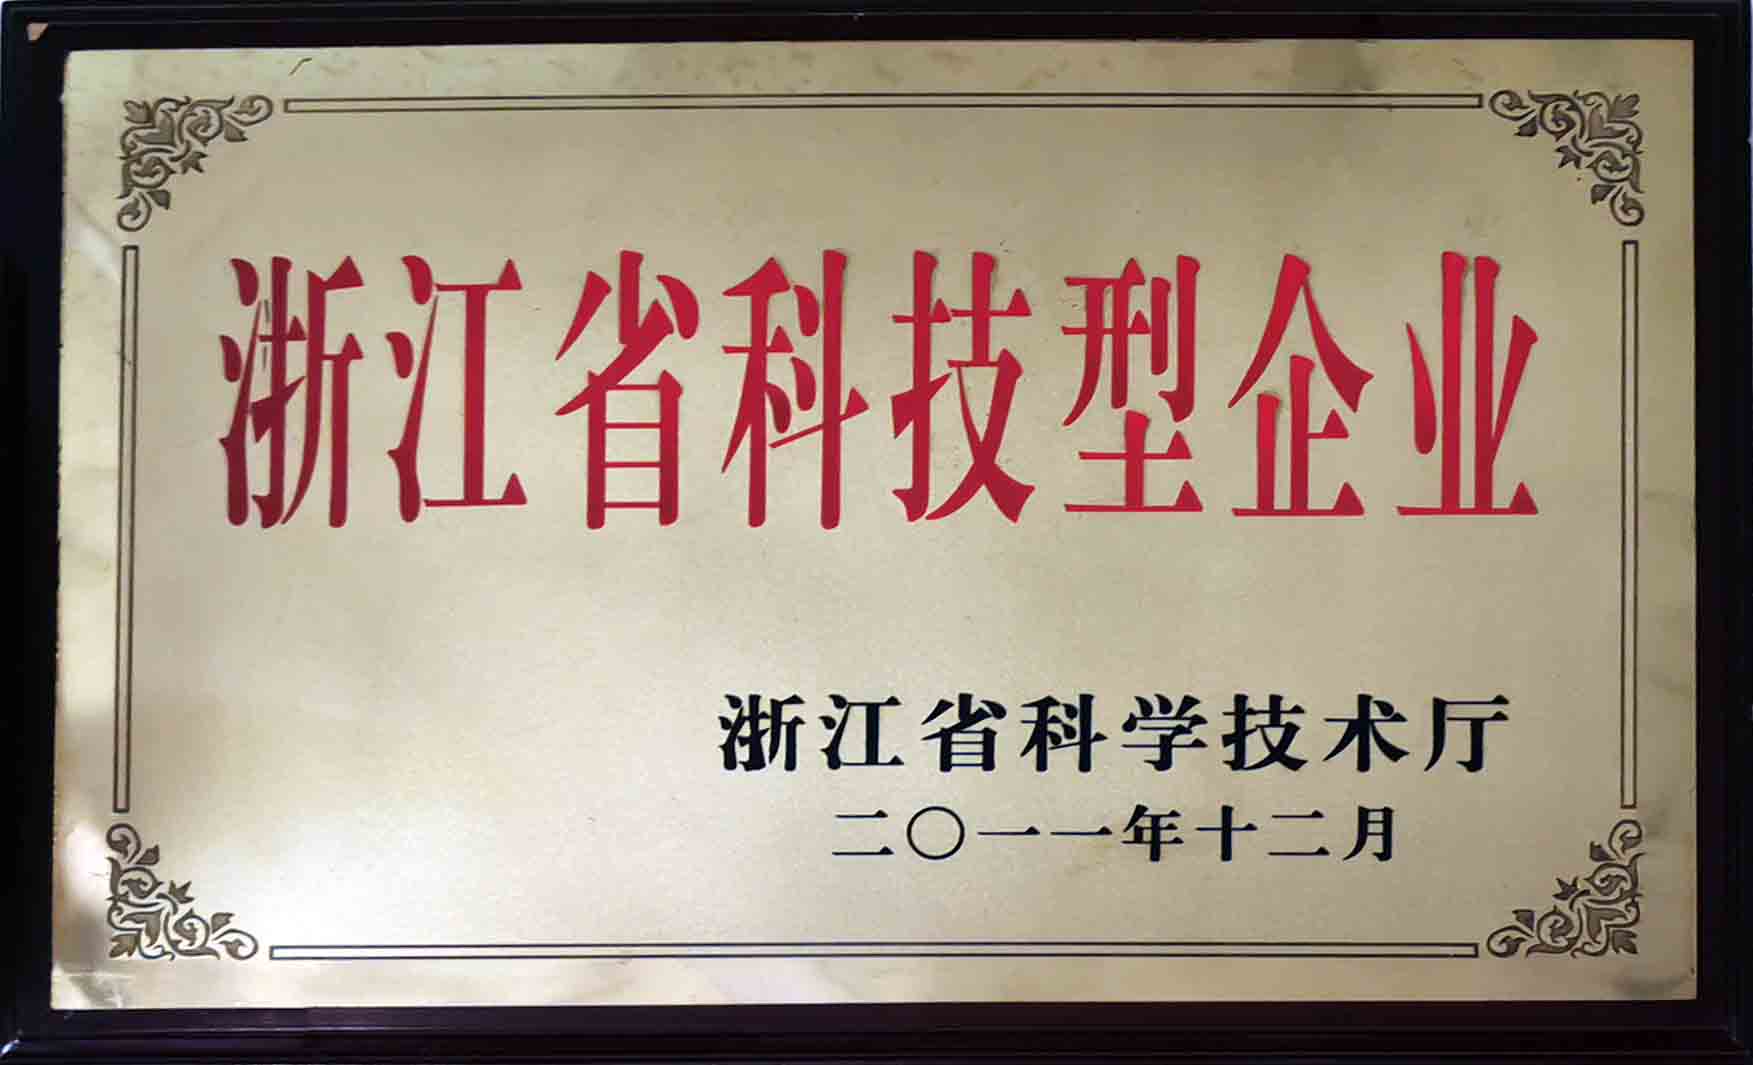 浙江省科技型企业
浙江省科学技术厅
二〇一一年十二月